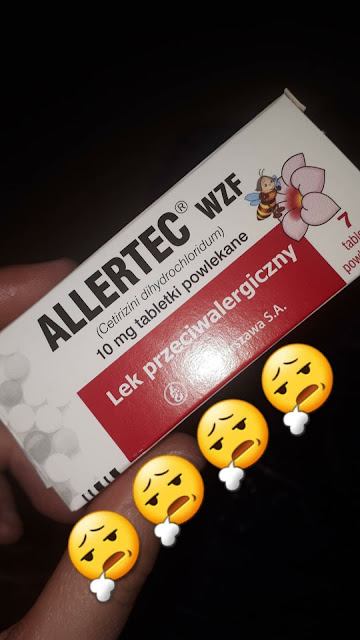 ALLERTEC® WZF
(Cetirizini dihydrochloridum)
10 mg tabletki powlekane
Lek przeciwalergiczny
7